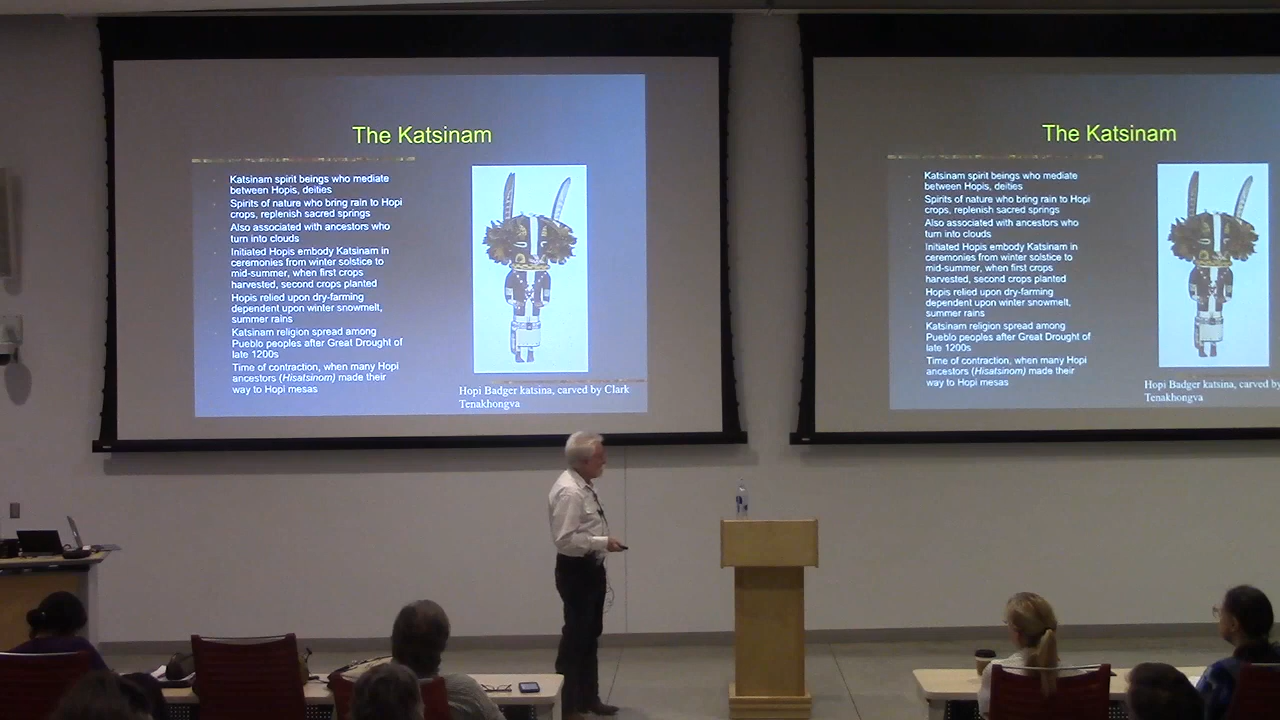 The Katsinam
Katsinam spirit beings who mediate
between Hopis, deities
Spirits of nature who bring rain to Hopi
crops, replenish sacred springs
Also associated with ancestors who
turn into clouds
Initiated Hopis embody Katsinam in
ceremonies from winter solstice to
mid-summer, when first crops
harvested, second crops planted
Hopis relied upon dry-farming
dependent upon winter snowmelt,
summer rains
Katsinam religion spread among
Pueblo peoples after Great Drought of
late 1200s
Time of contraction, when many Hopi
ancestors (Hisatsinom) made their
way to Hopi mesas
Hopi Badger katsina, carved by Clark
Tenakhongva
The Katsinam
Katsinam spirit beings who mediate
between Hopis, deities
Spirits of nature who bring rain to Hopi
crops, replenish sacred springs
Also associated with ancestors who
turn into clouds
Initiated Hopis embody Katsinam in
ceremonies from winter solstice to
mid-summer, when first crops
harvested, second crops planted
Hopis relied upon dry-farming
dependent upon winter snowmelt,
summer rains
Katsinam religion spread among
Pueblo peoples after Great Drought of
late 1200s
Time of contraction, when many Hopi
ancestors (Hisatsinom) made their
way to Hopi mesas
Hopi Badger katsina, carved by
Tenakhongva